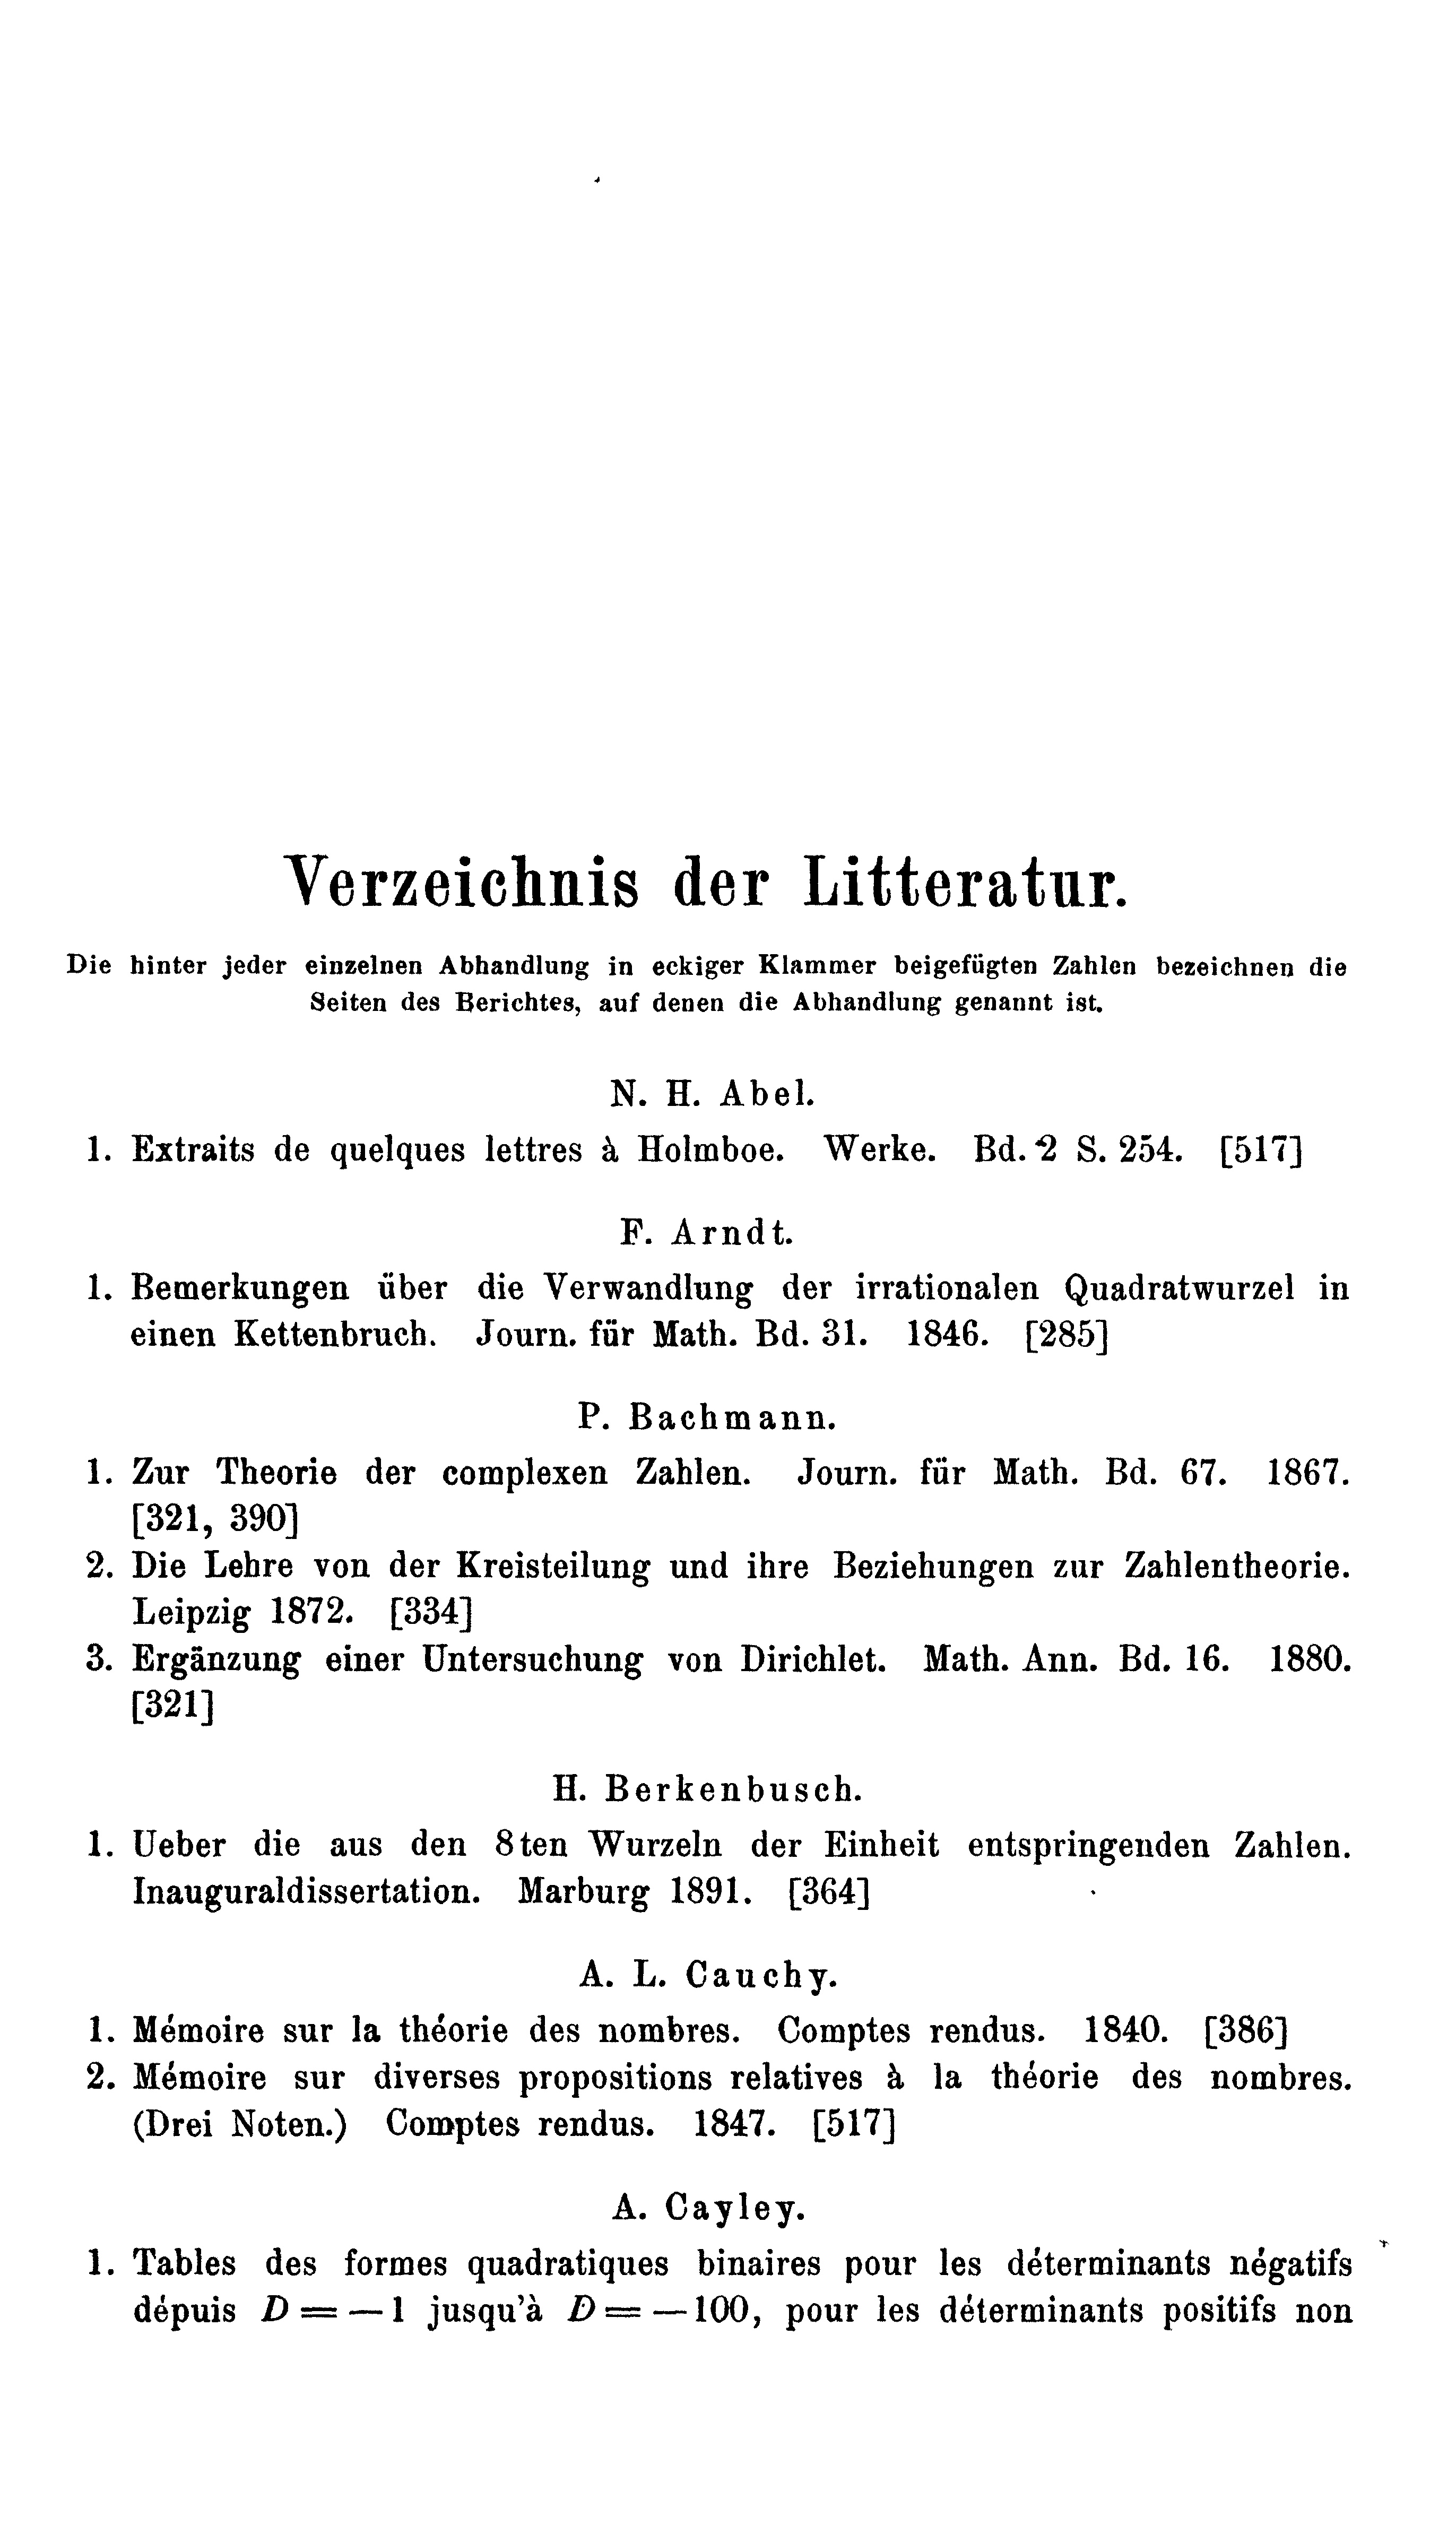 Verzeichnis der Litteratur.
Die hinter jeder einzelnen Abhandlung in eckiger Klammer beigefügten Zahlen bezeichnen die
Seiten des Berichtes, auf denen die Abhandlung genannt ist.
N. H. Abel.
1. Extraits de quelques lettres à Holmboe. Werke. Bd. 2 S. 254. [517]
F. Arndt.
1. Bemerkungen über die Verwandlung der irrationalen Quadratwurzel in
einen Kettenbruch. Journ. für Math. Bd. 31. 1846. [285]
P. Bachmann.
1. Zur Theorie der complexen Zahlen. Journ. für Math. Bd. 67. 1867.
[321, 390]
2. Die Lehre von der Kreisteilung und ihre Beziehungen zur Zahlentheorie.
Leipzig 1872. [334]
3. Ergänzung einer Untersuchung von Dirichlet. Math. Ann. Bd. 16. 1880.
[321]
H. Berkenbusch.
1. Ueber die aus den 8ten Wurzeln der Einheit entspringenden Zahlen.
Inauguraldissertation. Marburg 1891. [364]
A. L. Cauchy.
1. Mémoire sur la théorie des nombres. Comptes rendus. 1840. [386]
2. Mémoire sur diverses propositions relatives à la théorie des nombres.
(Drei Noten.) Comptes rendus. 1847. [517]
A. Cayley.
1. Tables des formes quadratiques binaires pour les déterminants négatifs
dépuis D = — 1 jusqu'à D = — 100, pour les déterminants positifs non